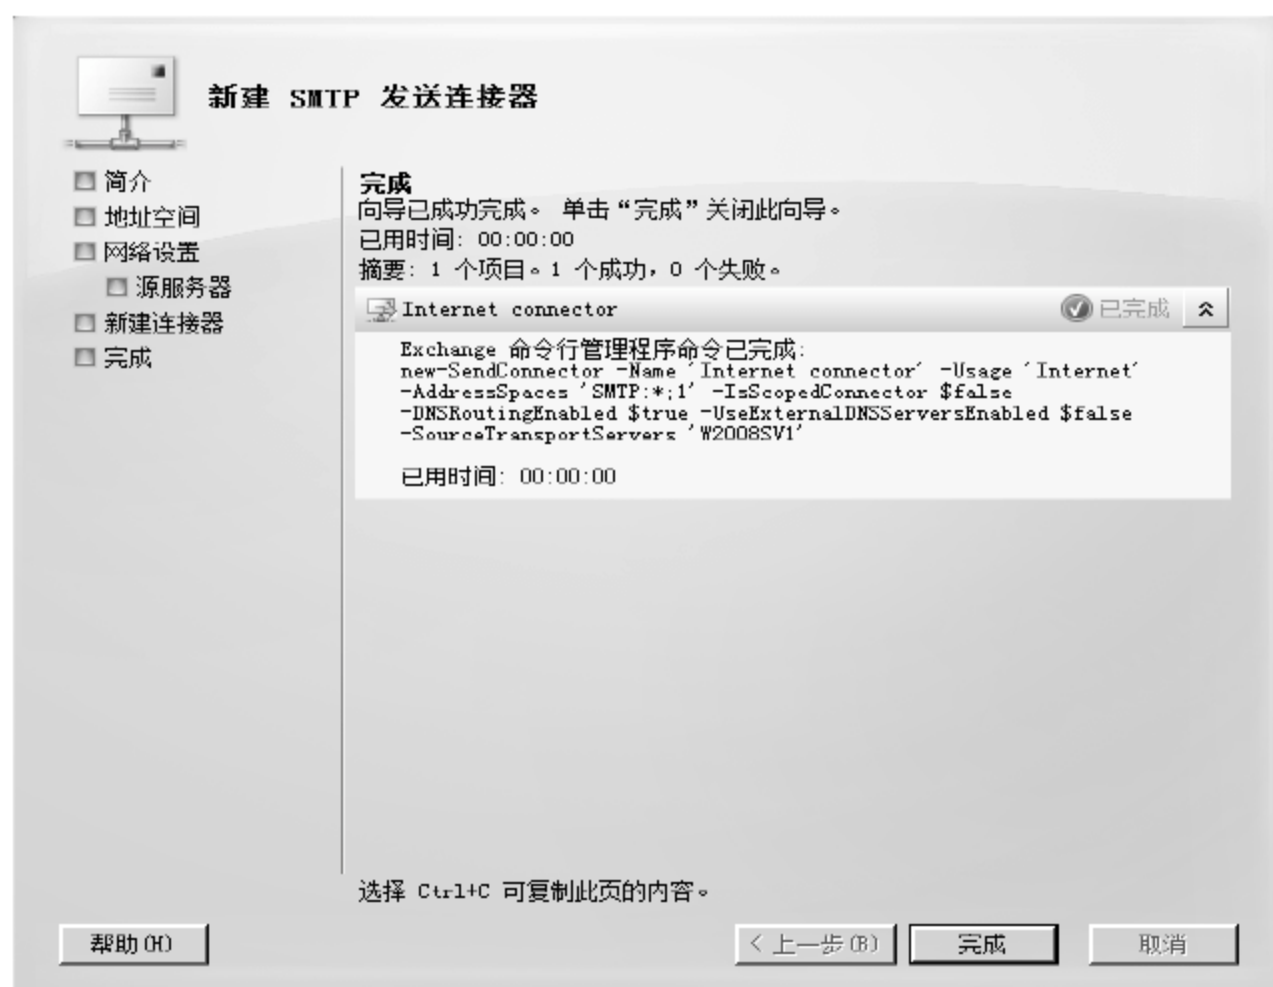 新建 SMTP 发送连接器
简介
地址空间
网络设置
源服务器
新建连接器
完成
完成
向导已成功完成。 单击“完成”关闭此向导。
已用时间: 00:00:00
摘要: 1 个项目。1 个成功，0 个失败。
Internet connector 已完成
Exchange 命令行管理程序命令已完成:
new-SendConnector -Name 'Internet connector' -Usage 'Internet'
-AddressSpaces 'SMTP:*;1' -IsScopedConnector $false
-DNSRoutingEnabled $true -UseExternalDNSServersEnabled $false
-SourceTransportServers 'W2008SV1'
已用时间: 00:00:00
选择 Ctrl+C 可复制此页的内容。
帮助(H) < 上一步(B) 完成 取消